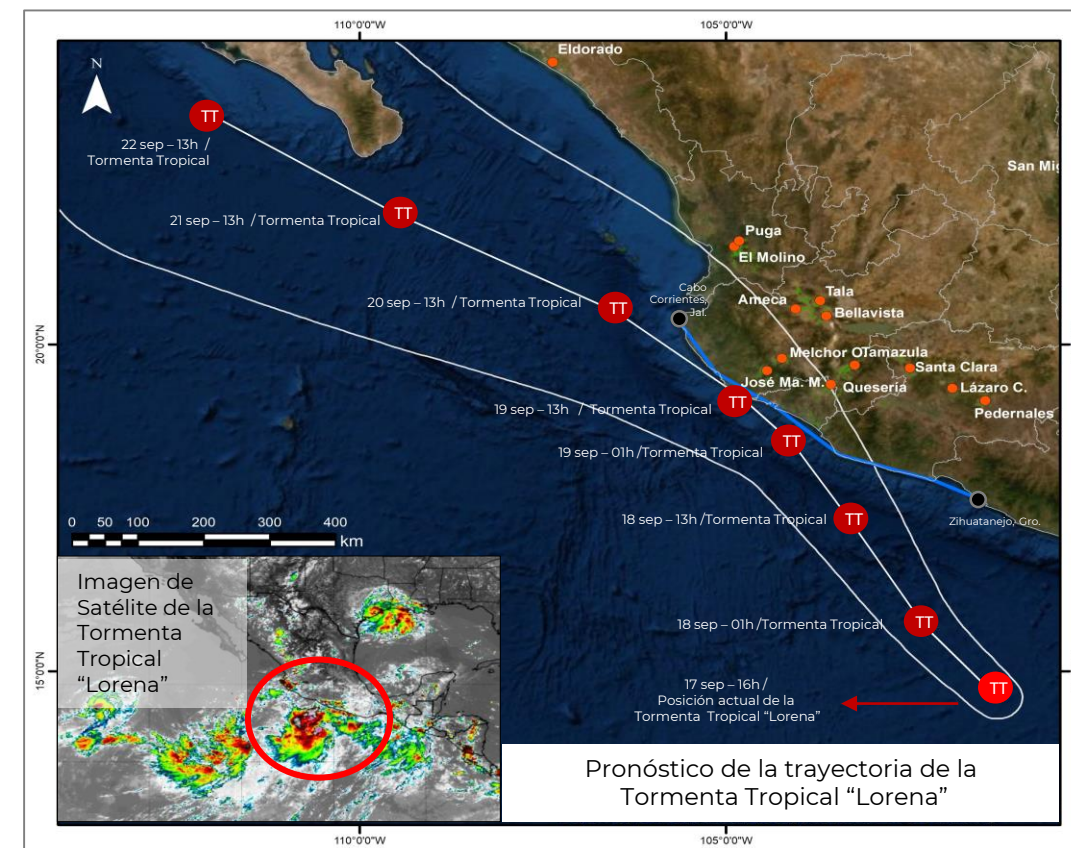 110°0'0"W
105°0'0"W
Eldorado
N
TT
22 sep – 13h /
Tormenta Tropical
San Mi
TT
21 sep – 13h / Tormenta Tropical
Puga
El Molino
Cabo
Corrientes,
Jal.
Ameca
Tala
Bellavista
TT
20 sep – 13h / Tormenta Tropical
20°0'0"N
Melchor O.
Tamazula
Santa Clara
José Ma. M.
Quesería
Lázaro C.
Pedernales
TT
19 sep – 13h / Tormenta Tropical
TT
19 sep – 01h /Tormenta Tropical
Zihuatanejo, Gro.
TT
18 sep – 13h /Tormenta Tropical
0 50 100 200 300 400
km
TT
18 sep – 01h /Tormenta Tropical
Imagen de
Satélite de la
Tormenta
Tropical
“Lorena”
15°0'0"N
TT
17 sep – 16h /
Posición actual de la
Tormenta Tropical “Lorena”
Pronóstico de la trayectoria de la
Tormenta Tropical “Lorena”
110°0'0"W
105°0'0"W